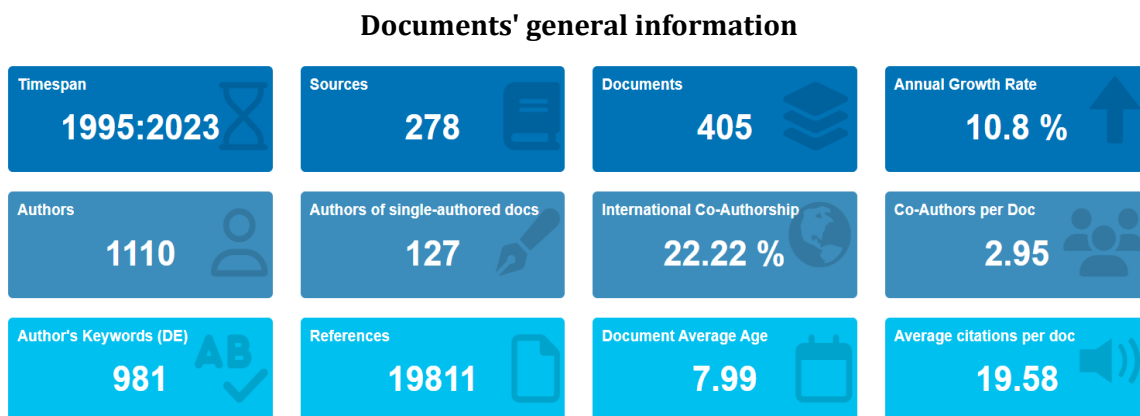 Documents' general information
Timespan
1995:2023
Sources
278
Documents
405
Annual Growth Rate
10.8 %
Authors
1110
Authors of single-authored docs
127
International Co-Authorship
22.22 %
Co-Authors per Doc
2.95
Author's Keywords (DE)
981
AB
References
19811
Document Average Age
7.99
Average citations per doc
19.58